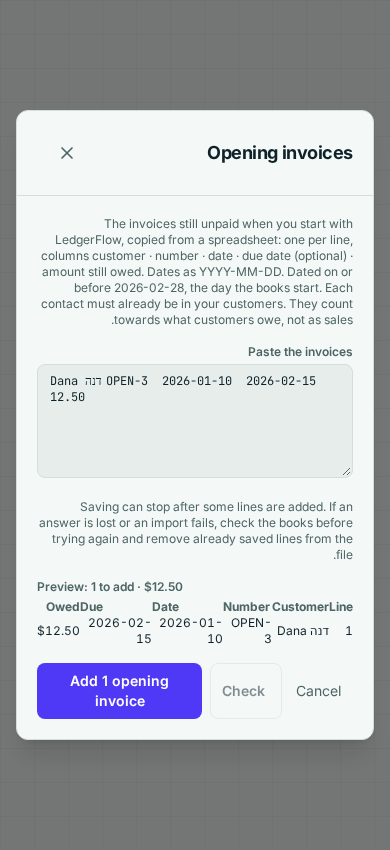 Opening invoices
The invoices still unpaid when you start with
LedgerFlow, copied from a spreadsheet: one per line,
columns customer · number · date · due date (optional) ·
amount still owed. Dates as YYYY-MM-DD. Dated on or
before 2026-02-28, the day the books start. Each
contact must already be in your customers. They count
towards what customers owe, not as sales.
Paste the invoices
Dana דנה OPEN-3 2026-01-10 2026-02-15
12.50
Saving can stop after some lines are added. If an
answer is lost or an import fails, check the books before
trying again and remove already saved lines from the
file.
Preview: 1 to add · $12.50
Line Customer Number Date Due Owed
1 Dana דנה OPEN-3 2026-01-10 2026-02-15 $12.50
Cancel
Check
Add 1 opening
invoice